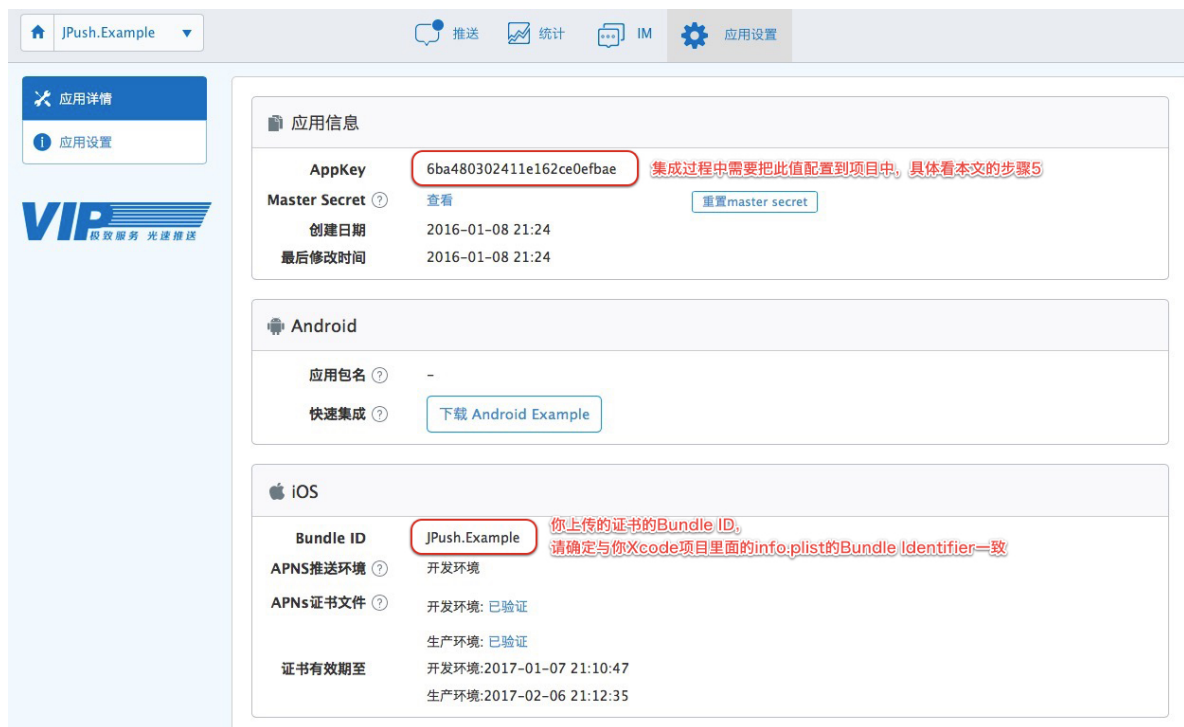 JPush.Example
推送
统计
IM
应用设置
应用详情
应用设置
VIP
极致服务 光速推送
应用信息
AppKey 6ba480302411e162ce0efbae 集成过程中需要把此值配置到项目中，具体看本文的步骤5
Master Secret ? 查看 重置master secret
创建日期 2016-01-08 21:24
最后修改时间 2016-01-08 21:24
Android
应用包名 ? -
快速集成 ? 下载 Android Example
iOS
你上传的证书的Bundle ID,
Bundle ID JPush.Example
请确定与你Xcode项目里面的info.plist的Bundle Identifier一致
APNS推送环境 ? 开发环境
APNs证书文件 ? 开发环境: 已验证
生产环境: 已验证
证书有效期至 开发环境:2017-01-07 21:10:47
生产环境:2017-02-06 21:12:35